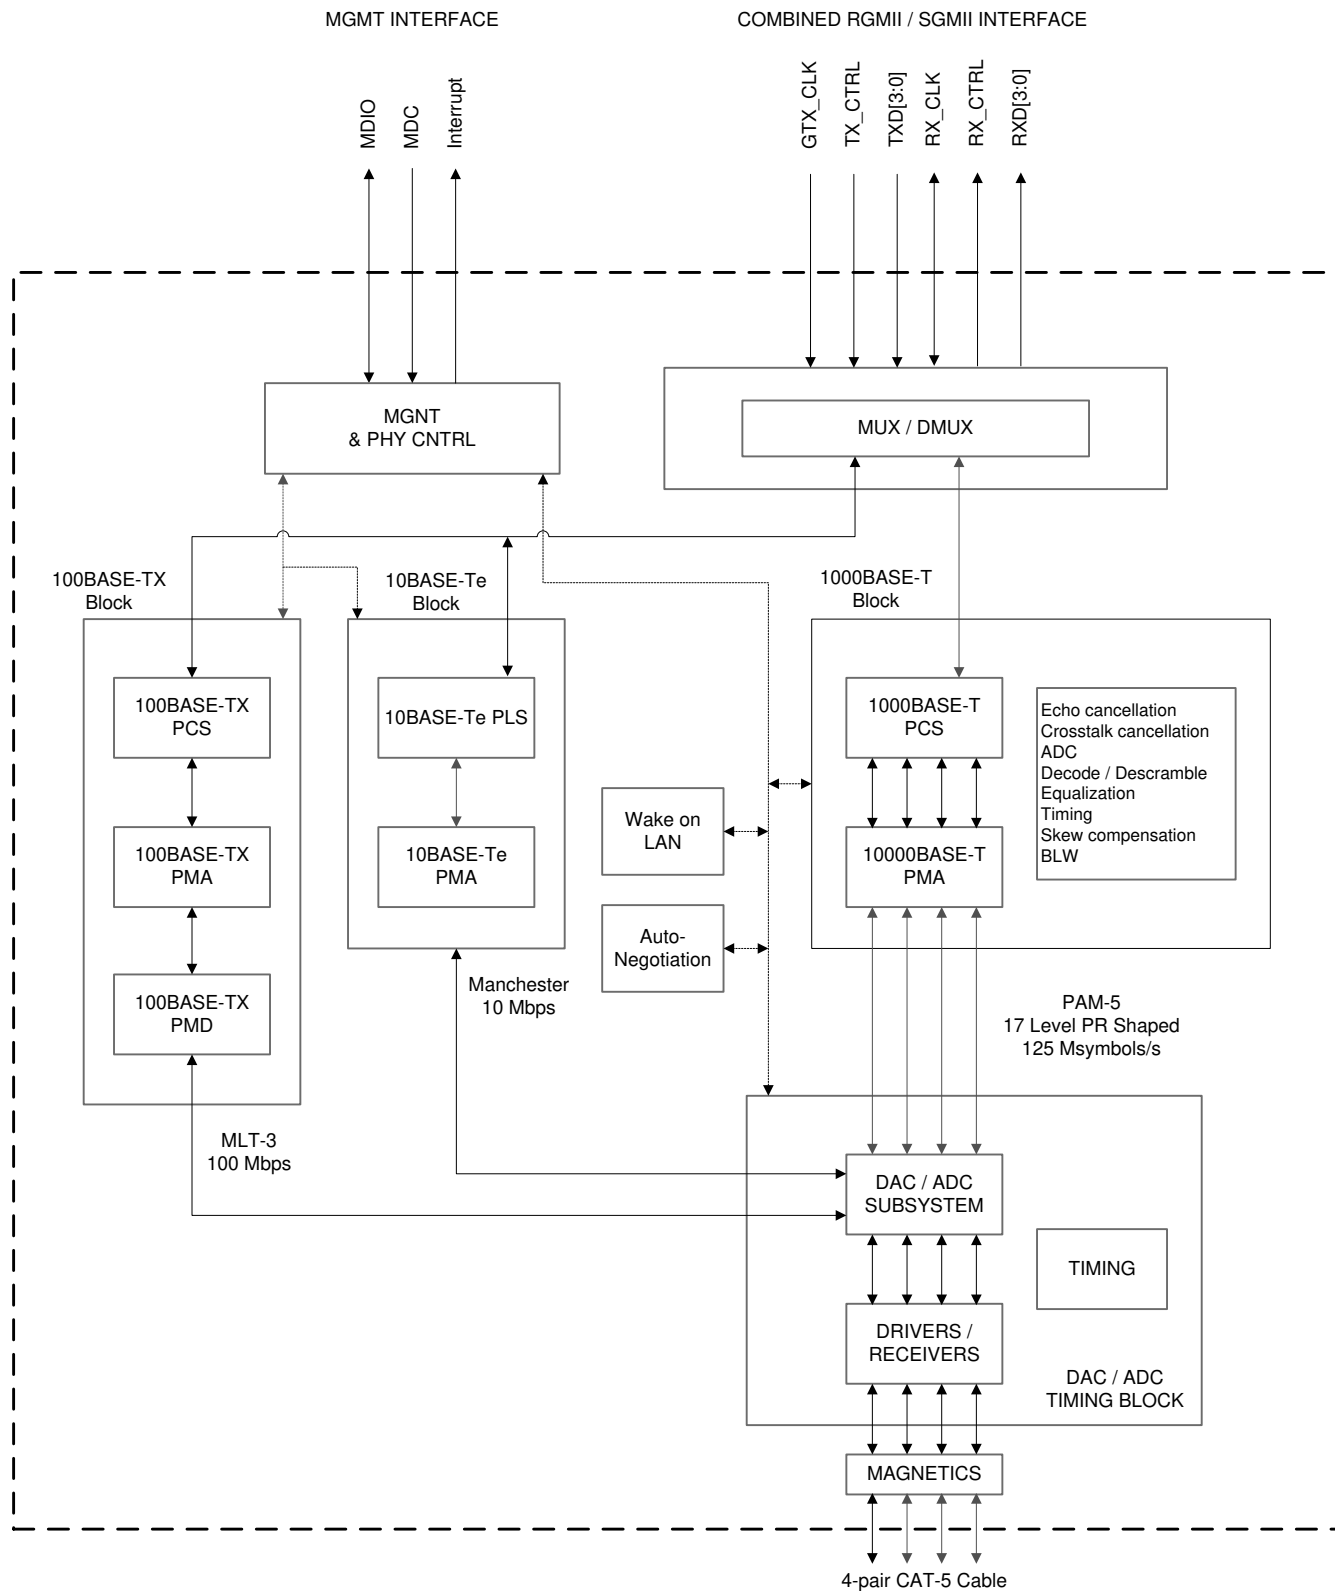 MGMT INTERFACE
COMBINED RGMII / SGMII INTERFACE
MDIO
MDC
Interrupt
GTX_CLK
TX_CTRL
TXD[3:0]
RX_CLK
RX_CTRL
RXD[3:0]
MGNT
& PHY CNTRL
MUX / DMUX
100BASE-TX
Block
10BASE-Te
Block
1000BASE-T
Block
100BASE-TX
PCS
10BASE-Te PLS
1000BASE-T
PCS
Echo cancellation
Crosstalk cancellation
ADC
Decode / Descramble
Equalization
Timing
Skew compensation
BLW
Wake on
LAN
100BASE-TX
PMA
10BASE-Te
PMA
10000BASE-T
PMA
Auto-
Negotiation
100BASE-TX
PMD
Manchester
10 Mbps
PAM-5
17 Level PR Shaped
125 Msymbols/s
MLT-3
100 Mbps
DAC / ADC
SUBSYSTEM
TIMING
DRIVERS /
RECEIVERS
DAC / ADC
TIMING BLOCK
MAGNETICS
4-pair CAT-5 Cable